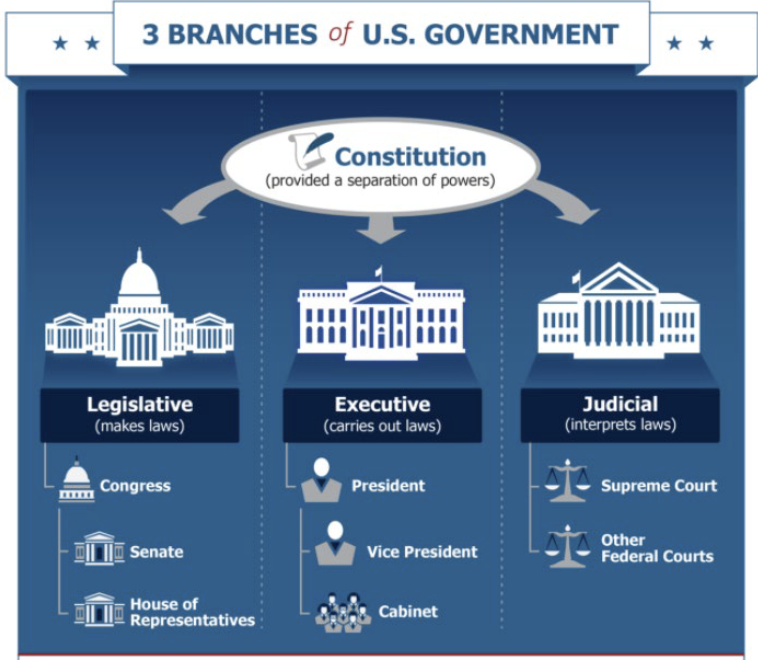 3 BRANCHES of U.S. GOVERNMENT
Constitution
(provided a separation of powers)
Legislative
(makes laws)
Congress
Senate
House of
Representatives
Executive
(carries out laws)
President
Vice President
Cabinet
Judicial
(interprets laws)
Supreme Court
Other
Federal Courts